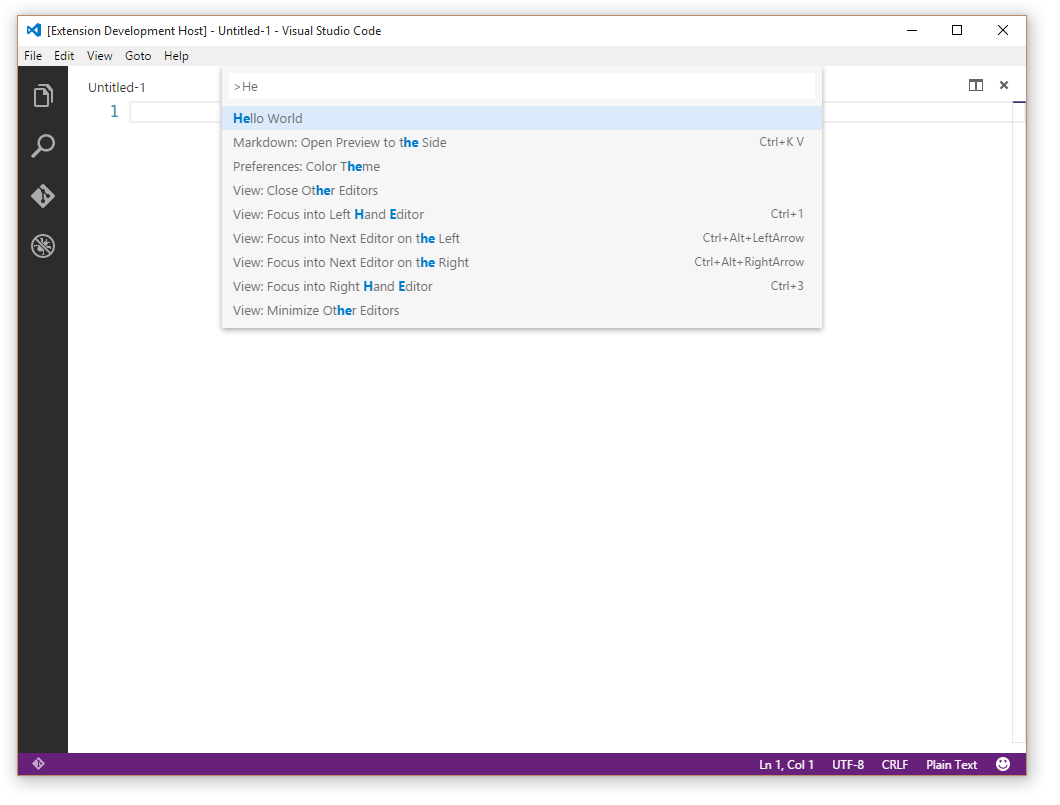 [Extension Development Host] - Untitled-1 - Visual Studio Code
File Edit View Goto Help
Untitled-1
>He
1
Hello World
Markdown: Open Preview to the Side Ctrl+K V
Preferences: Color Theme
View: Close Other Editors
View: Focus into Left Hand Editor Ctrl+1
View: Focus into Next Editor on the Left Ctrl+Alt+LeftArrow
View: Focus into Next Editor on the Right Ctrl+Alt+RightArrow
View: Focus into Right Hand Editor Ctrl+3
View: Minimize Other Editors
Ln 1, Col 1 UTF-8 CRLF Plain Text